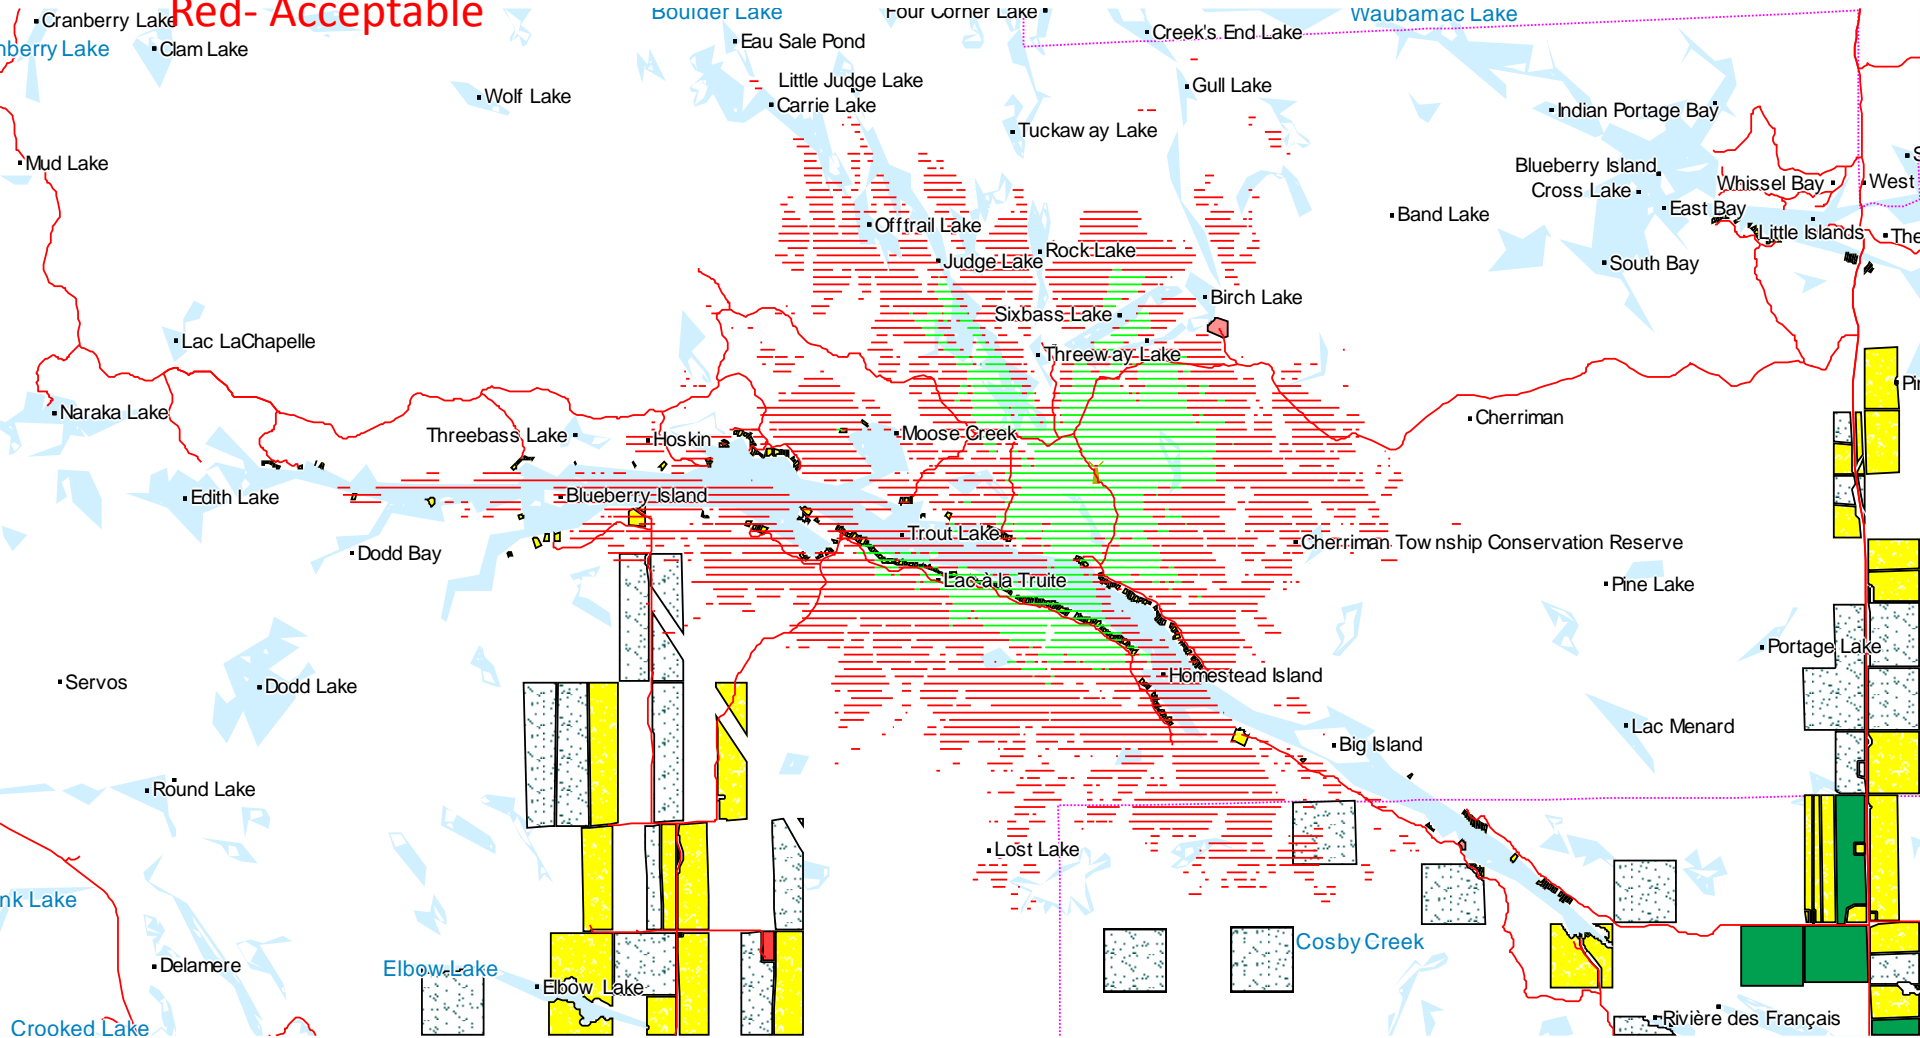 Red- Acceptable
Cranberry Lake
Boulder Lake
Four Corner Lake
Waubamac Lake
Clam Lake
Eau Sale Pond
Creek's End Lake
Wolf Lake
Little Judge Lake
Carrie Lake
Gull Lake
Indian Portage Bay
Tuckaway Lake
Mud Lake
Blueberry Island
Cross Lake
Whissel Bay
West
East Bay
Band Lake
Offtrail Lake
Little Islands
Judge Lake
Rock Lake
South Bay
Birch Lake
Sixbass Lake
Lac LaChapelle
Threeway Lake
Naraka Lake
Cherriman
Threebass Lake
Hoskin
Moose Creek
Edith Lake
Blueberry Island
Trout Lake
Cherriman Township Conservation Reserve
Dodd Bay
Lac à la Truite
Pine Lake
Portage Lake
Servos
Dodd Lake
Homestead Island
Lac Menard
Big Island
Round Lake
Lost Lake
nk Lake
Cosby Creek
Delamere
Elbow Lake
Elbow Lake
Crooked Lake
Rivière des Français